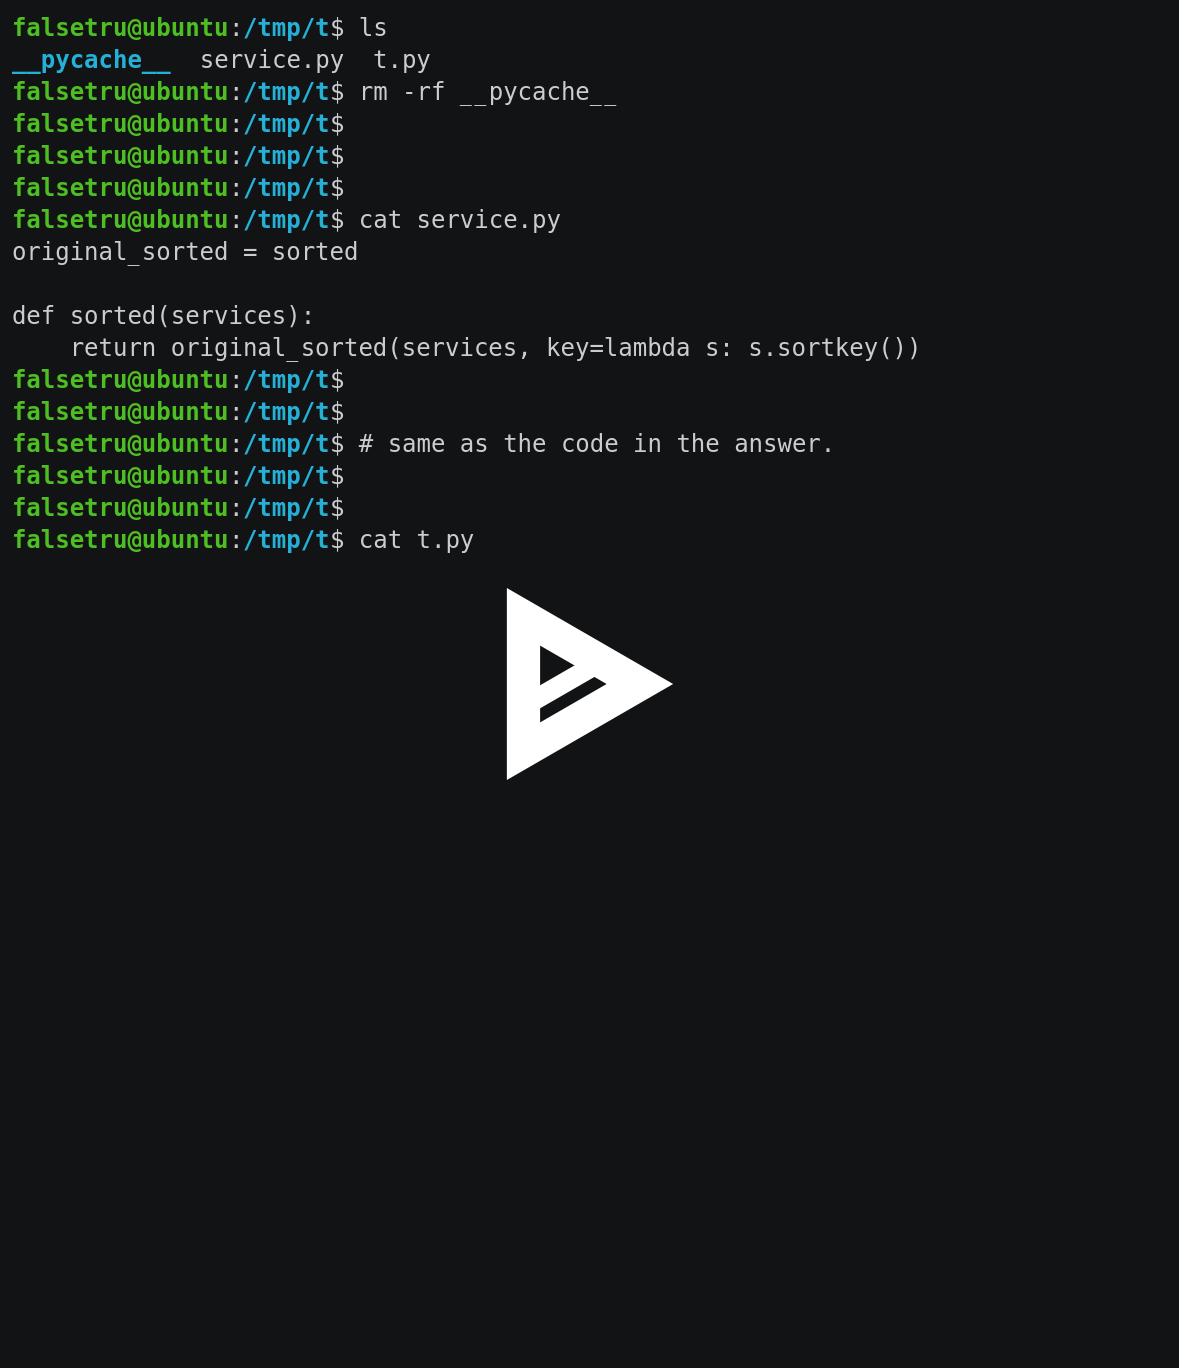 falsetru@ubuntu:/tmp/t$ ls
__pycache__  service.py  t.py
falsetru@ubuntu:/tmp/t$ rm -rf __pycache__
falsetru@ubuntu:/tmp/t$
falsetru@ubuntu:/tmp/t$
falsetru@ubuntu:/tmp/t$
falsetru@ubuntu:/tmp/t$ cat service.py
original_sorted = sorted

def sorted(services):
    return original_sorted(services, key=lambda s: s.sortkey())
falsetru@ubuntu:/tmp/t$
falsetru@ubuntu:/tmp/t$
falsetru@ubuntu:/tmp/t$ # same as the code in the answer.
falsetru@ubuntu:/tmp/t$
falsetru@ubuntu:/tmp/t$
falsetru@ubuntu:/tmp/t$ cat t.py